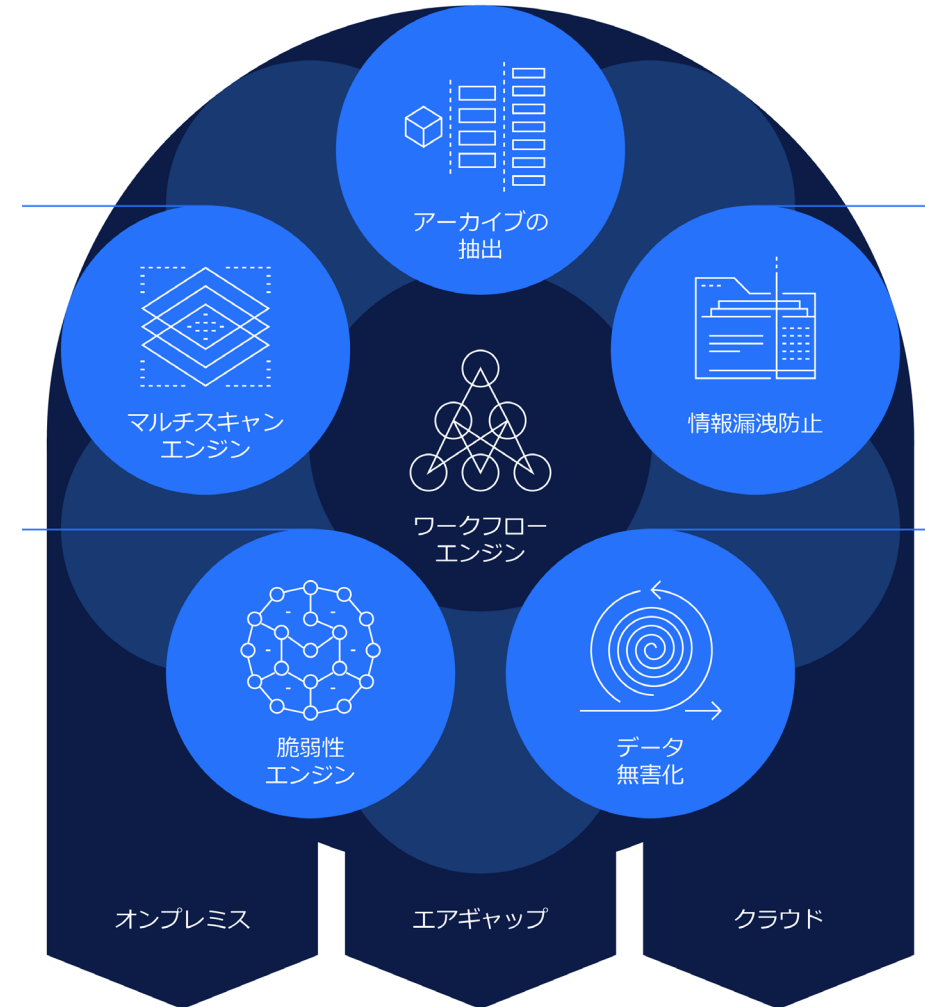 アーカイブの
抽出
マルチスキャン
エンジン
情報漏洩防止
ワークフロー
エンジン
脆弱性
エンジン
データ
無害化
オンプレミス
エアギャップ
クラウド